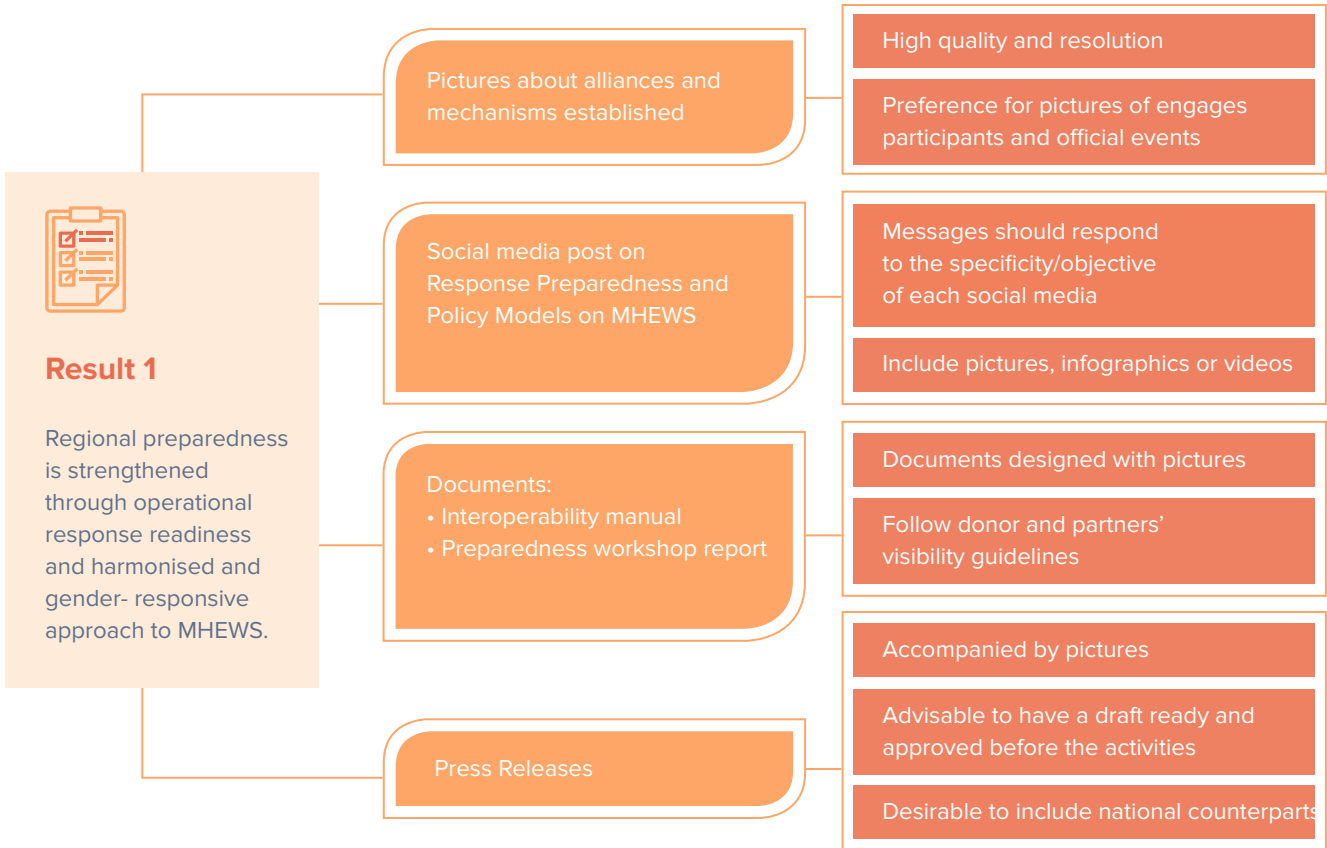 Result 1
Regional preparedness
is strengthened
through operational
response readiness
and harmonised and
gender- responsive
approach to MHEWS.
Pictures about alliances and
mechanisms established
High quality and resolution
Preference for pictures of engages
participants and official events
Social media post on
Response Preparedness and
Policy Models on MHEWS
Messages should respond
to the specificity/objective
of each social media
Include pictures, infographics or videos
Documents:
• Interoperability manual
• Preparedness workshop report
Documents designed with pictures
Follow donor and partners’
visibility guidelines
Press Releases
Accompanied by pictures
Advisable to have a draft ready and
approved before the activities
Desirable to include national counterparts